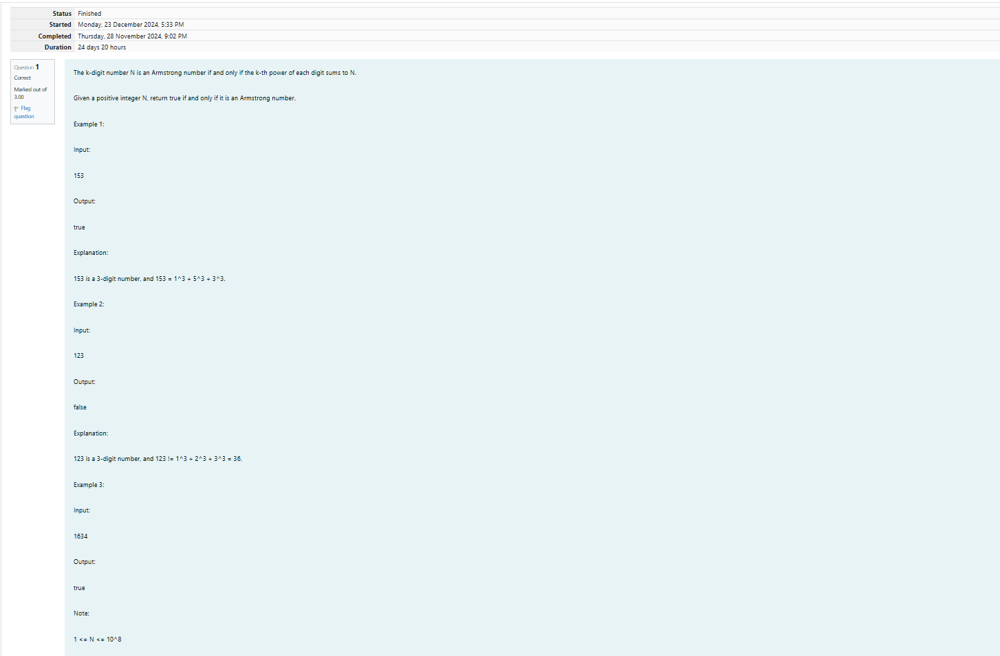 Status Finished
Started Monday, 23 December 2024, 5:33 PM
Completed Thursday, 28 November 2024, 9:02 PM
Duration 24 days 20 hours
Question 1
Correct
Marked out of
3.00
Flag
question
The k-digit number N is an Armstrong number if and only if the k-th power of each digit sums to N.
Given a positive integer N, return true if and only if it is an Armstrong number.
Example 1:
Input:
153
Output:
true
Explanation:
153 is a 3-digit number, and 153 = 1^3 + 5^3 + 3^3.
Example 2:
Input:
123
Output:
false
Explanation:
123 is a 3-digit number, and 123 != 1^3 + 2^3 + 3^3 = 36.
Example 3:
Input:
1634
Output:
true
Note:
1 <= N <= 10^8